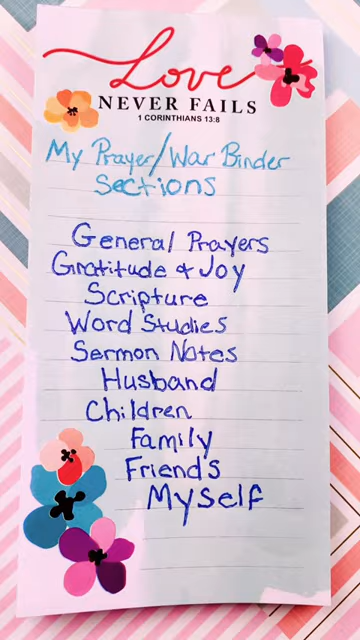 Love
NEVER FAILS
1 CORINTHIANS 13:8
My Prayer/War Binder
Sections
General Prayers
Gratitude & Joy
Scripture
Word Studies
Sermon Notes
Husband
Children
Family
Friends
Myself